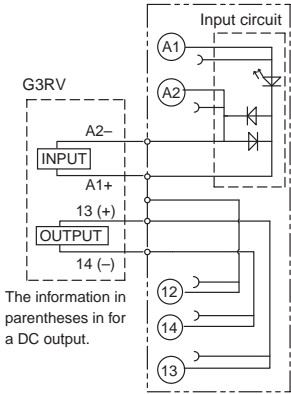 Input circuit
A1
A2
G3RV
A2–
INPUT
A1+
13 (+)
OUTPUT
14 (–)
12
14
13
The information in
parentheses in for
a DC output.